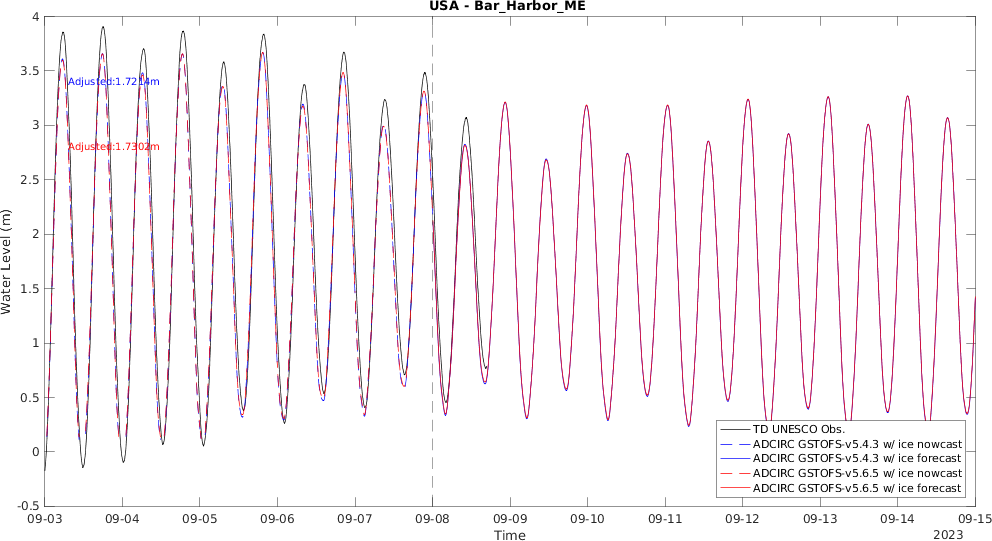 USA - Bar_Harbor_ME
4
3.5
3
2.5
2
1.5
1
0.5
0
-0.5
Water Level (m)
Adjusted:1.7214m
Adjusted:1.7302m
TD UNESCO Obs.
ADCIRC GSTOFS-v5.4.3 w/ ice nowcast
ADCIRC GSTOFS-v5.4.3 w/ ice forecast
ADCIRC GSTOFS-v5.6.5 w/ ice nowcast
ADCIRC GSTOFS-v5.6.5 w/ ice forecast
09-03 09-04 09-05 09-06 09-07 09-08 09-09 09-10 09-11 09-12 09-13 09-14 09-15
Time
2023